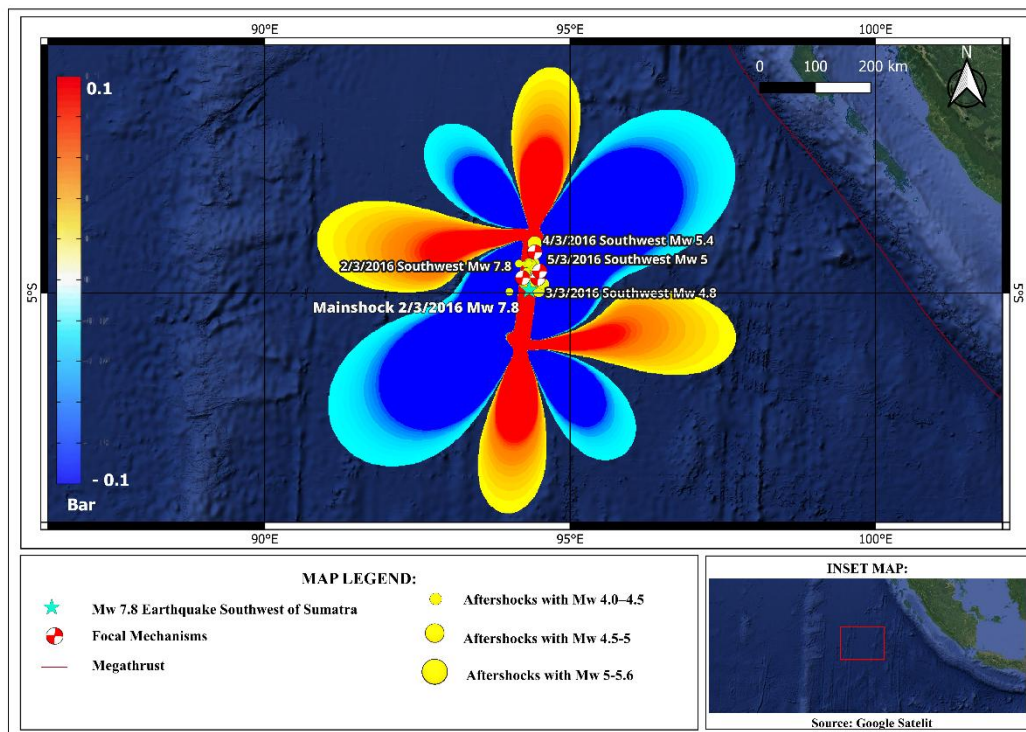 90°E 95°E 100°E
N
0 100 200 km
0.1
4/3/2016 Southwest Mw 5.4
5/3/2016 Southwest Mw 5
2/3/2016 Southwest Mw 7.8
5°S
3/3/2016 Southwest Mw 4.8
5°S
Mainshock 2/3/2016 Mw 7.8
- 0.1
Bar
90°E 95°E 100°E
MAP LEGEND:
Mw 7.8 Earthquake Southwest of Sumatra
Focal Mechanisms
Megathrust
Aftershocks with Mw 4.0–4.5
Aftershocks with Mw 4.5-5
Aftershocks with Mw 5-5.6
INSET MAP:
Source: Google Satelit